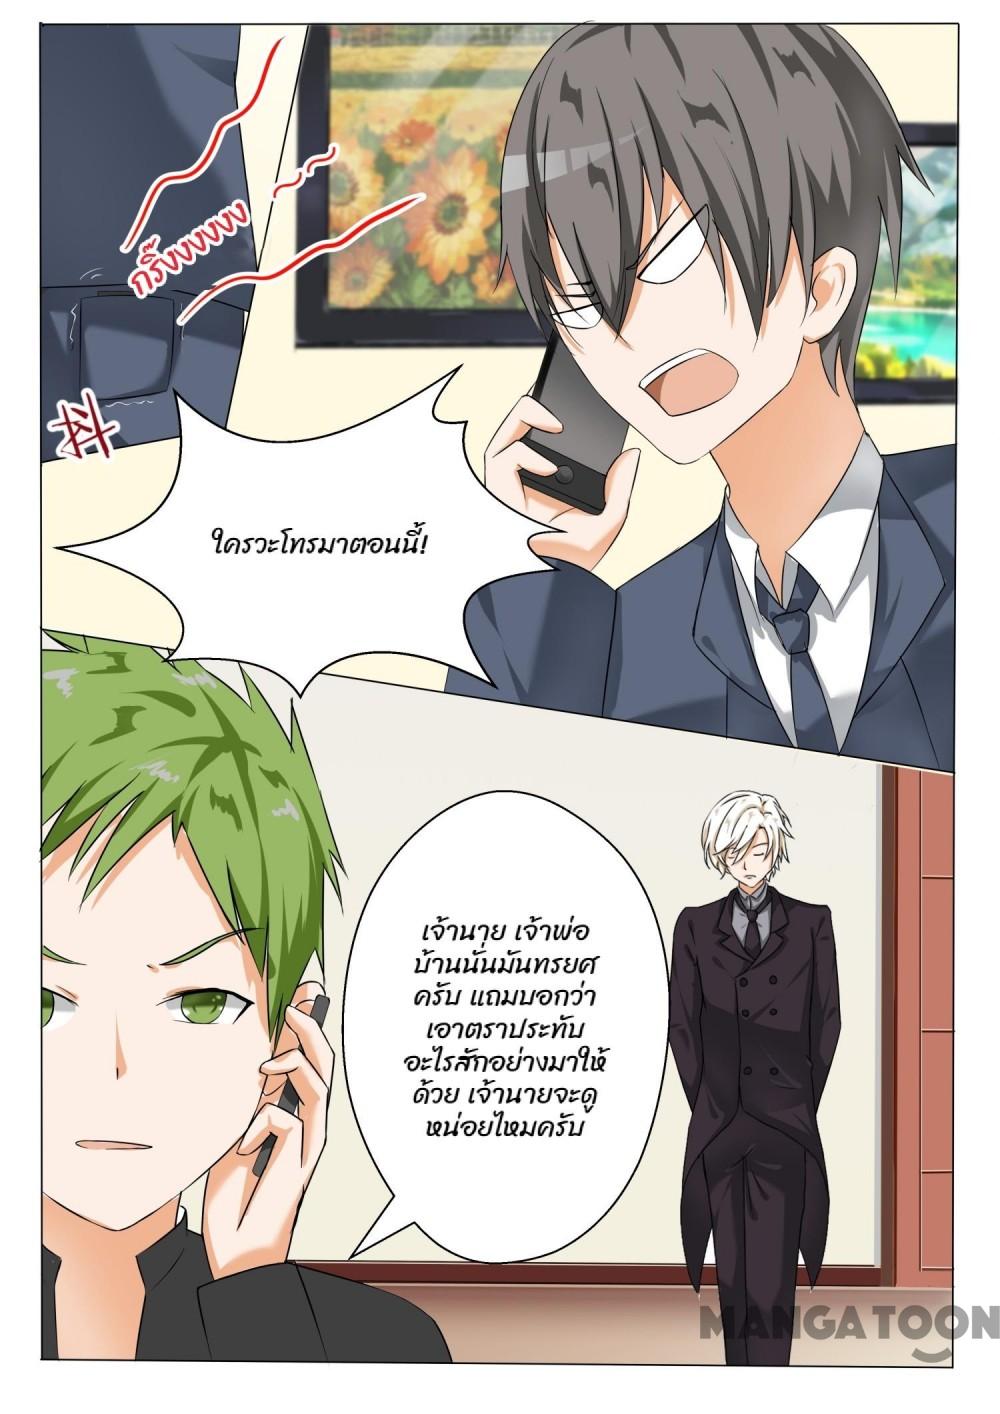 กริ๊งงงงงง
抖
ใครวะโทรมาตอนนี้!
เจ้านาย เจ้าพ่อ
บ้านนั่นมันทรยศ
ครับ แถมบอกว่า
เอาตราประทับ
อะไรสักอย่างมาให้
ด้วย เจ้านายจะดู
หน่อยไหมครับ
MANGATOON